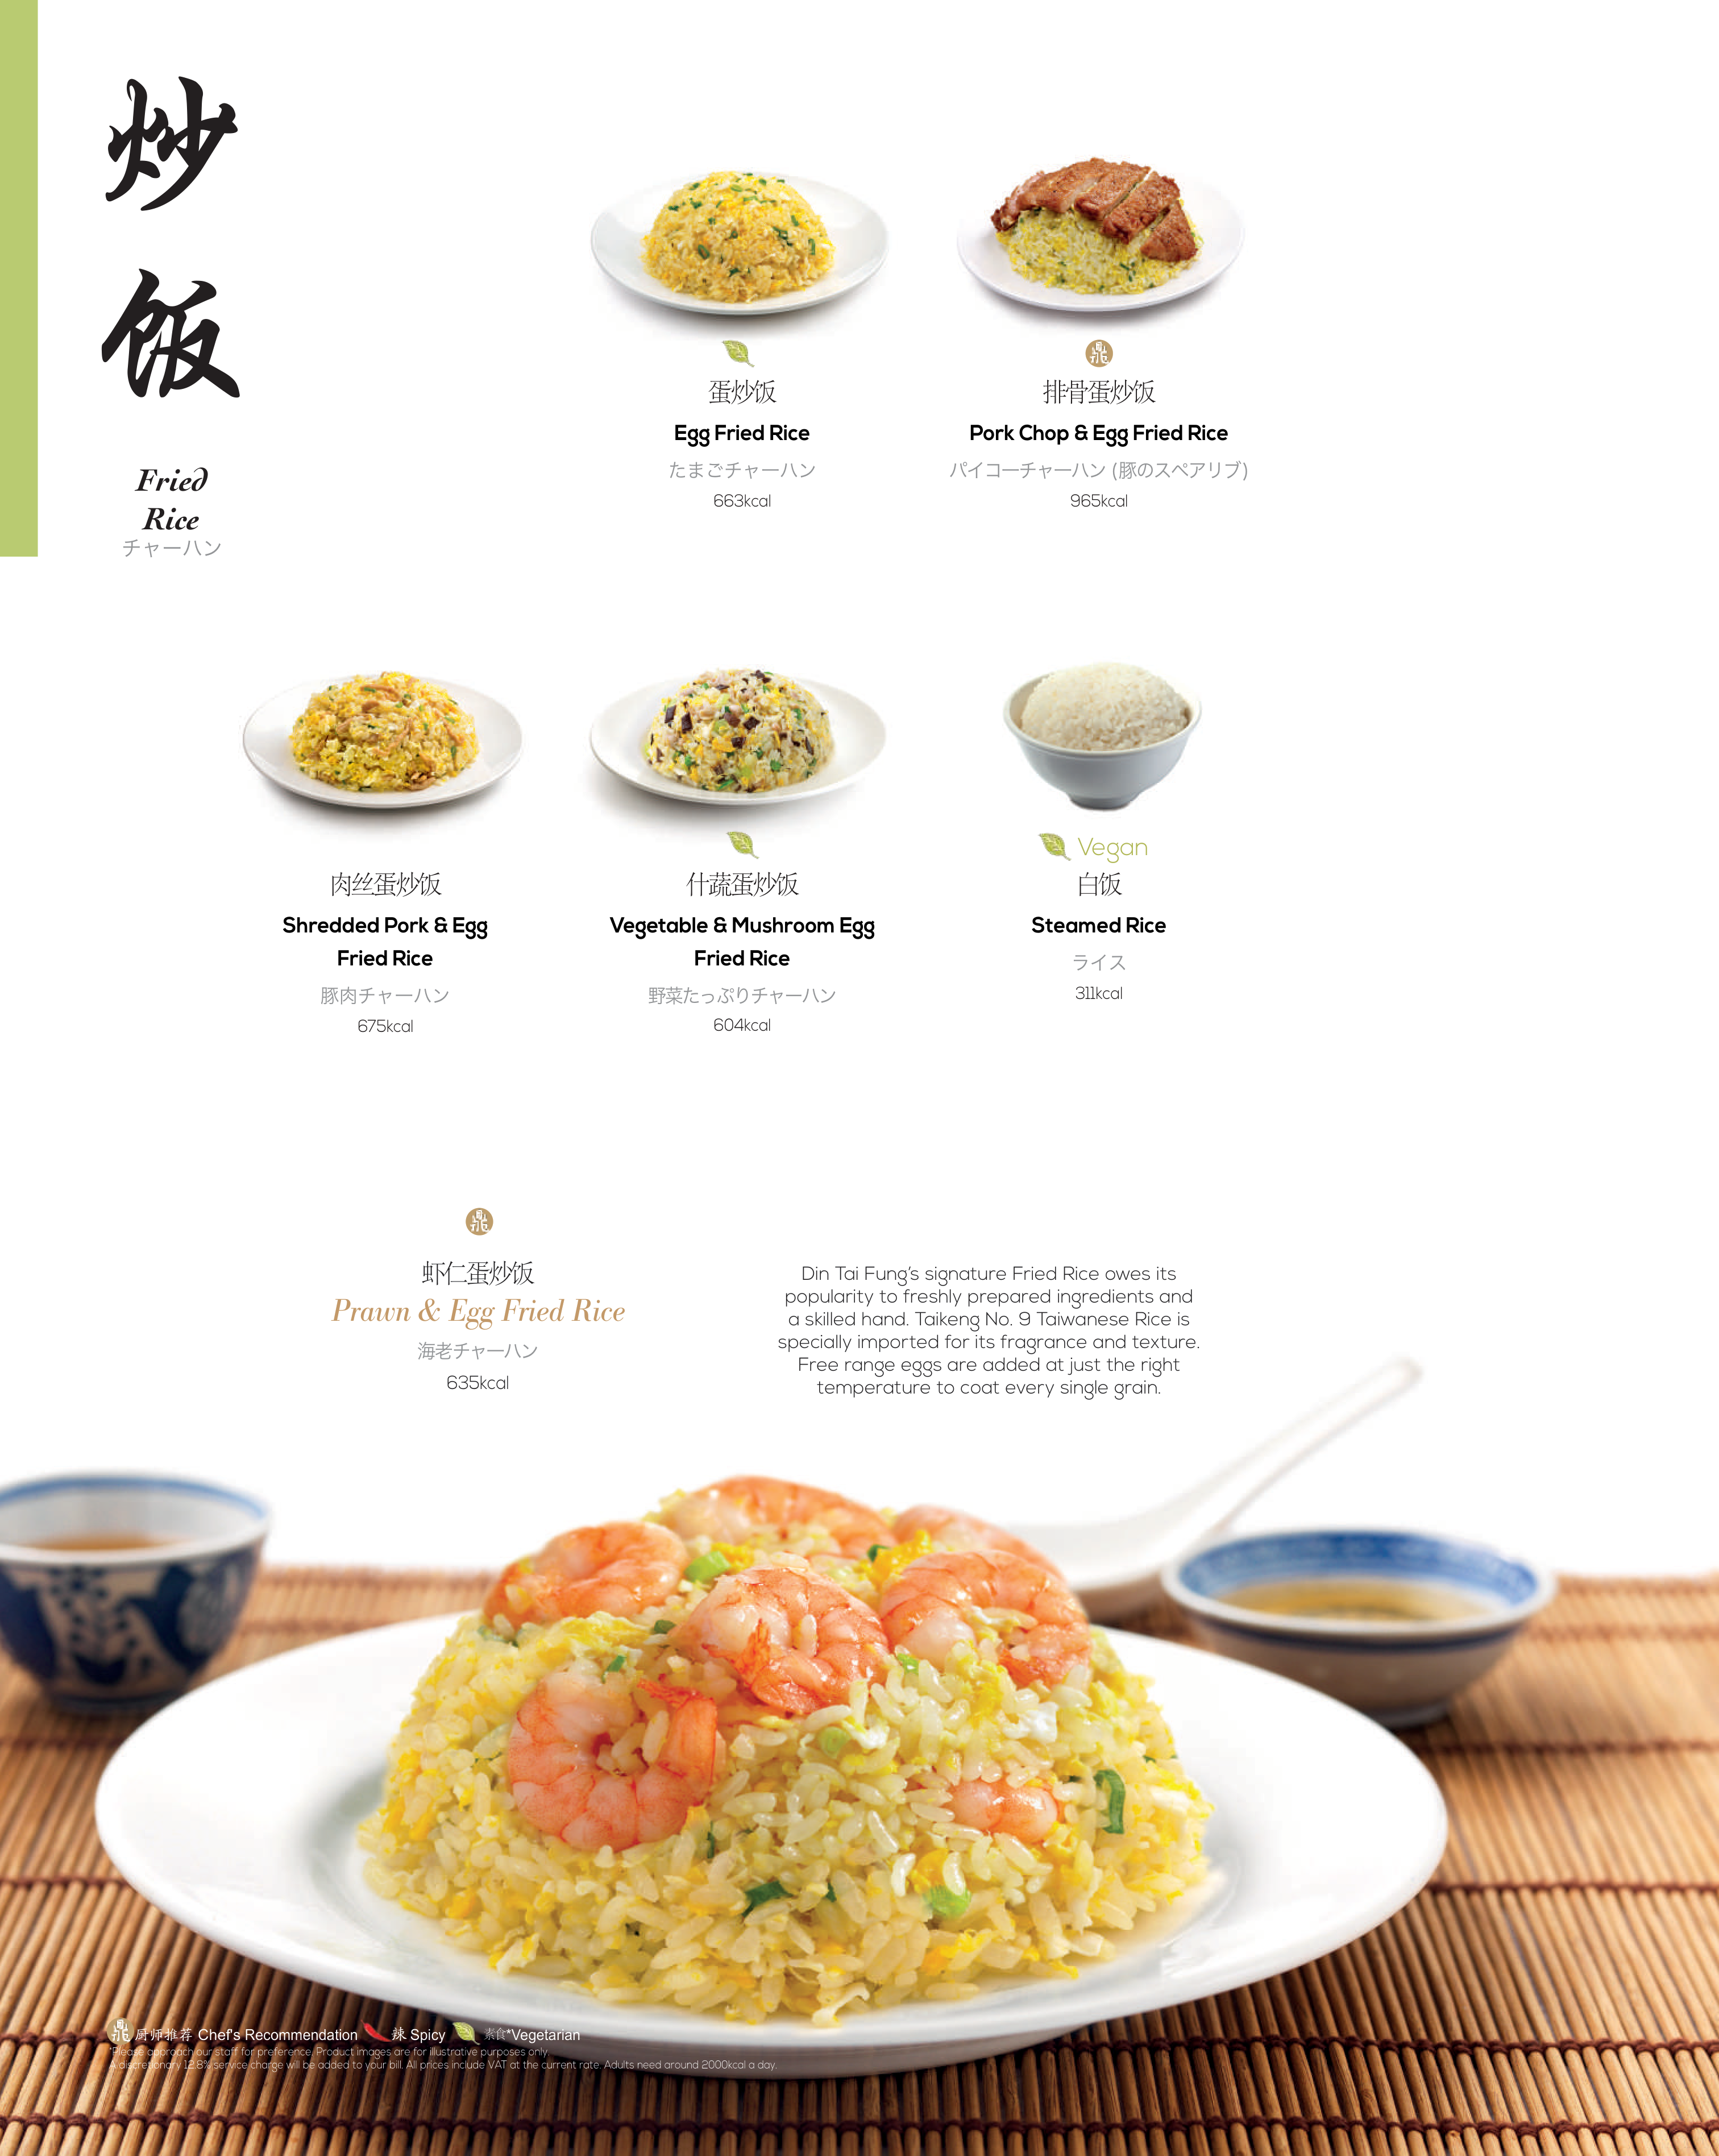 炒
饭
Fried
Rice
チャーハン
蛋炒饭
Egg Fried Rice
たまごチャーハン
663kcal
排骨蛋炒饭
Pork Chop & Egg Fried Rice
パイコーチャーハン (豚のスペアリブ)
965kcal
肉丝蛋炒饭
Shredded Pork & Egg
Fried Rice
豚肉チャーハン
675kcal
什蔬蛋炒饭
Vegetable & Mushroom Egg
Fried Rice
野菜たっぷりチャーハン
604kcal
Vegan
白饭
Steamed Rice
ライス
311kcal
虾仁蛋炒饭
Prawn & Egg Fried Rice
海老チャーハン
635kcal
Din Tai Fung's signature Fried Rice owes its
popularity to freshly prepared ingredients and
a skilled hand. Taikeng No. 9 Taiwanese Rice is
specially imported for its fragrance and texture.
Free range eggs are added at just the right
temperature to coat every single grain.
厨师推荐 Chef's Recommendation 辣 Spicy 素食*Vegetarian
*Please approach our staff for preference. Product images are for illustrative purposes only.
A discretionary 12.8% service charge will be added to your bill. All prices include VAT at the current rate. Adults need around 2000kcal a day.